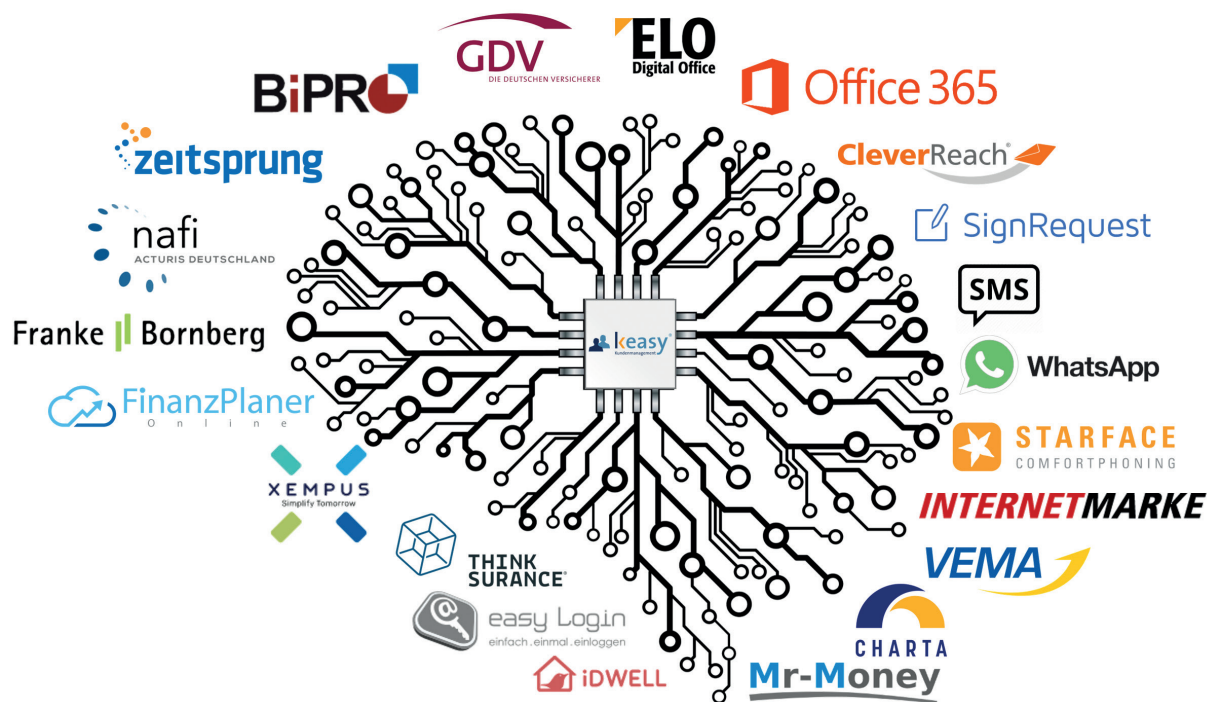 GDV
DIE DEUTSCHEN VERSICHERER
ELO
Digital Office
BiPRO
Office 365
zeitsprung
CleverReach®
nafi
ACTURIS DEUTSCHLAND
SignRequest
SMS
Franke Bornberg
keasy®
Kundenmanagement
WhatsApp
FinanzPlaner
Online
STARFACE
COMFORTPHONING
XEMPUS
Simplify Tomorrow
INTERNETMARKE
THINK
SURANCE®
VEMA
easy Login
einfach.einmal.einloggen
CHARTA
iDWELL
Mr-Money